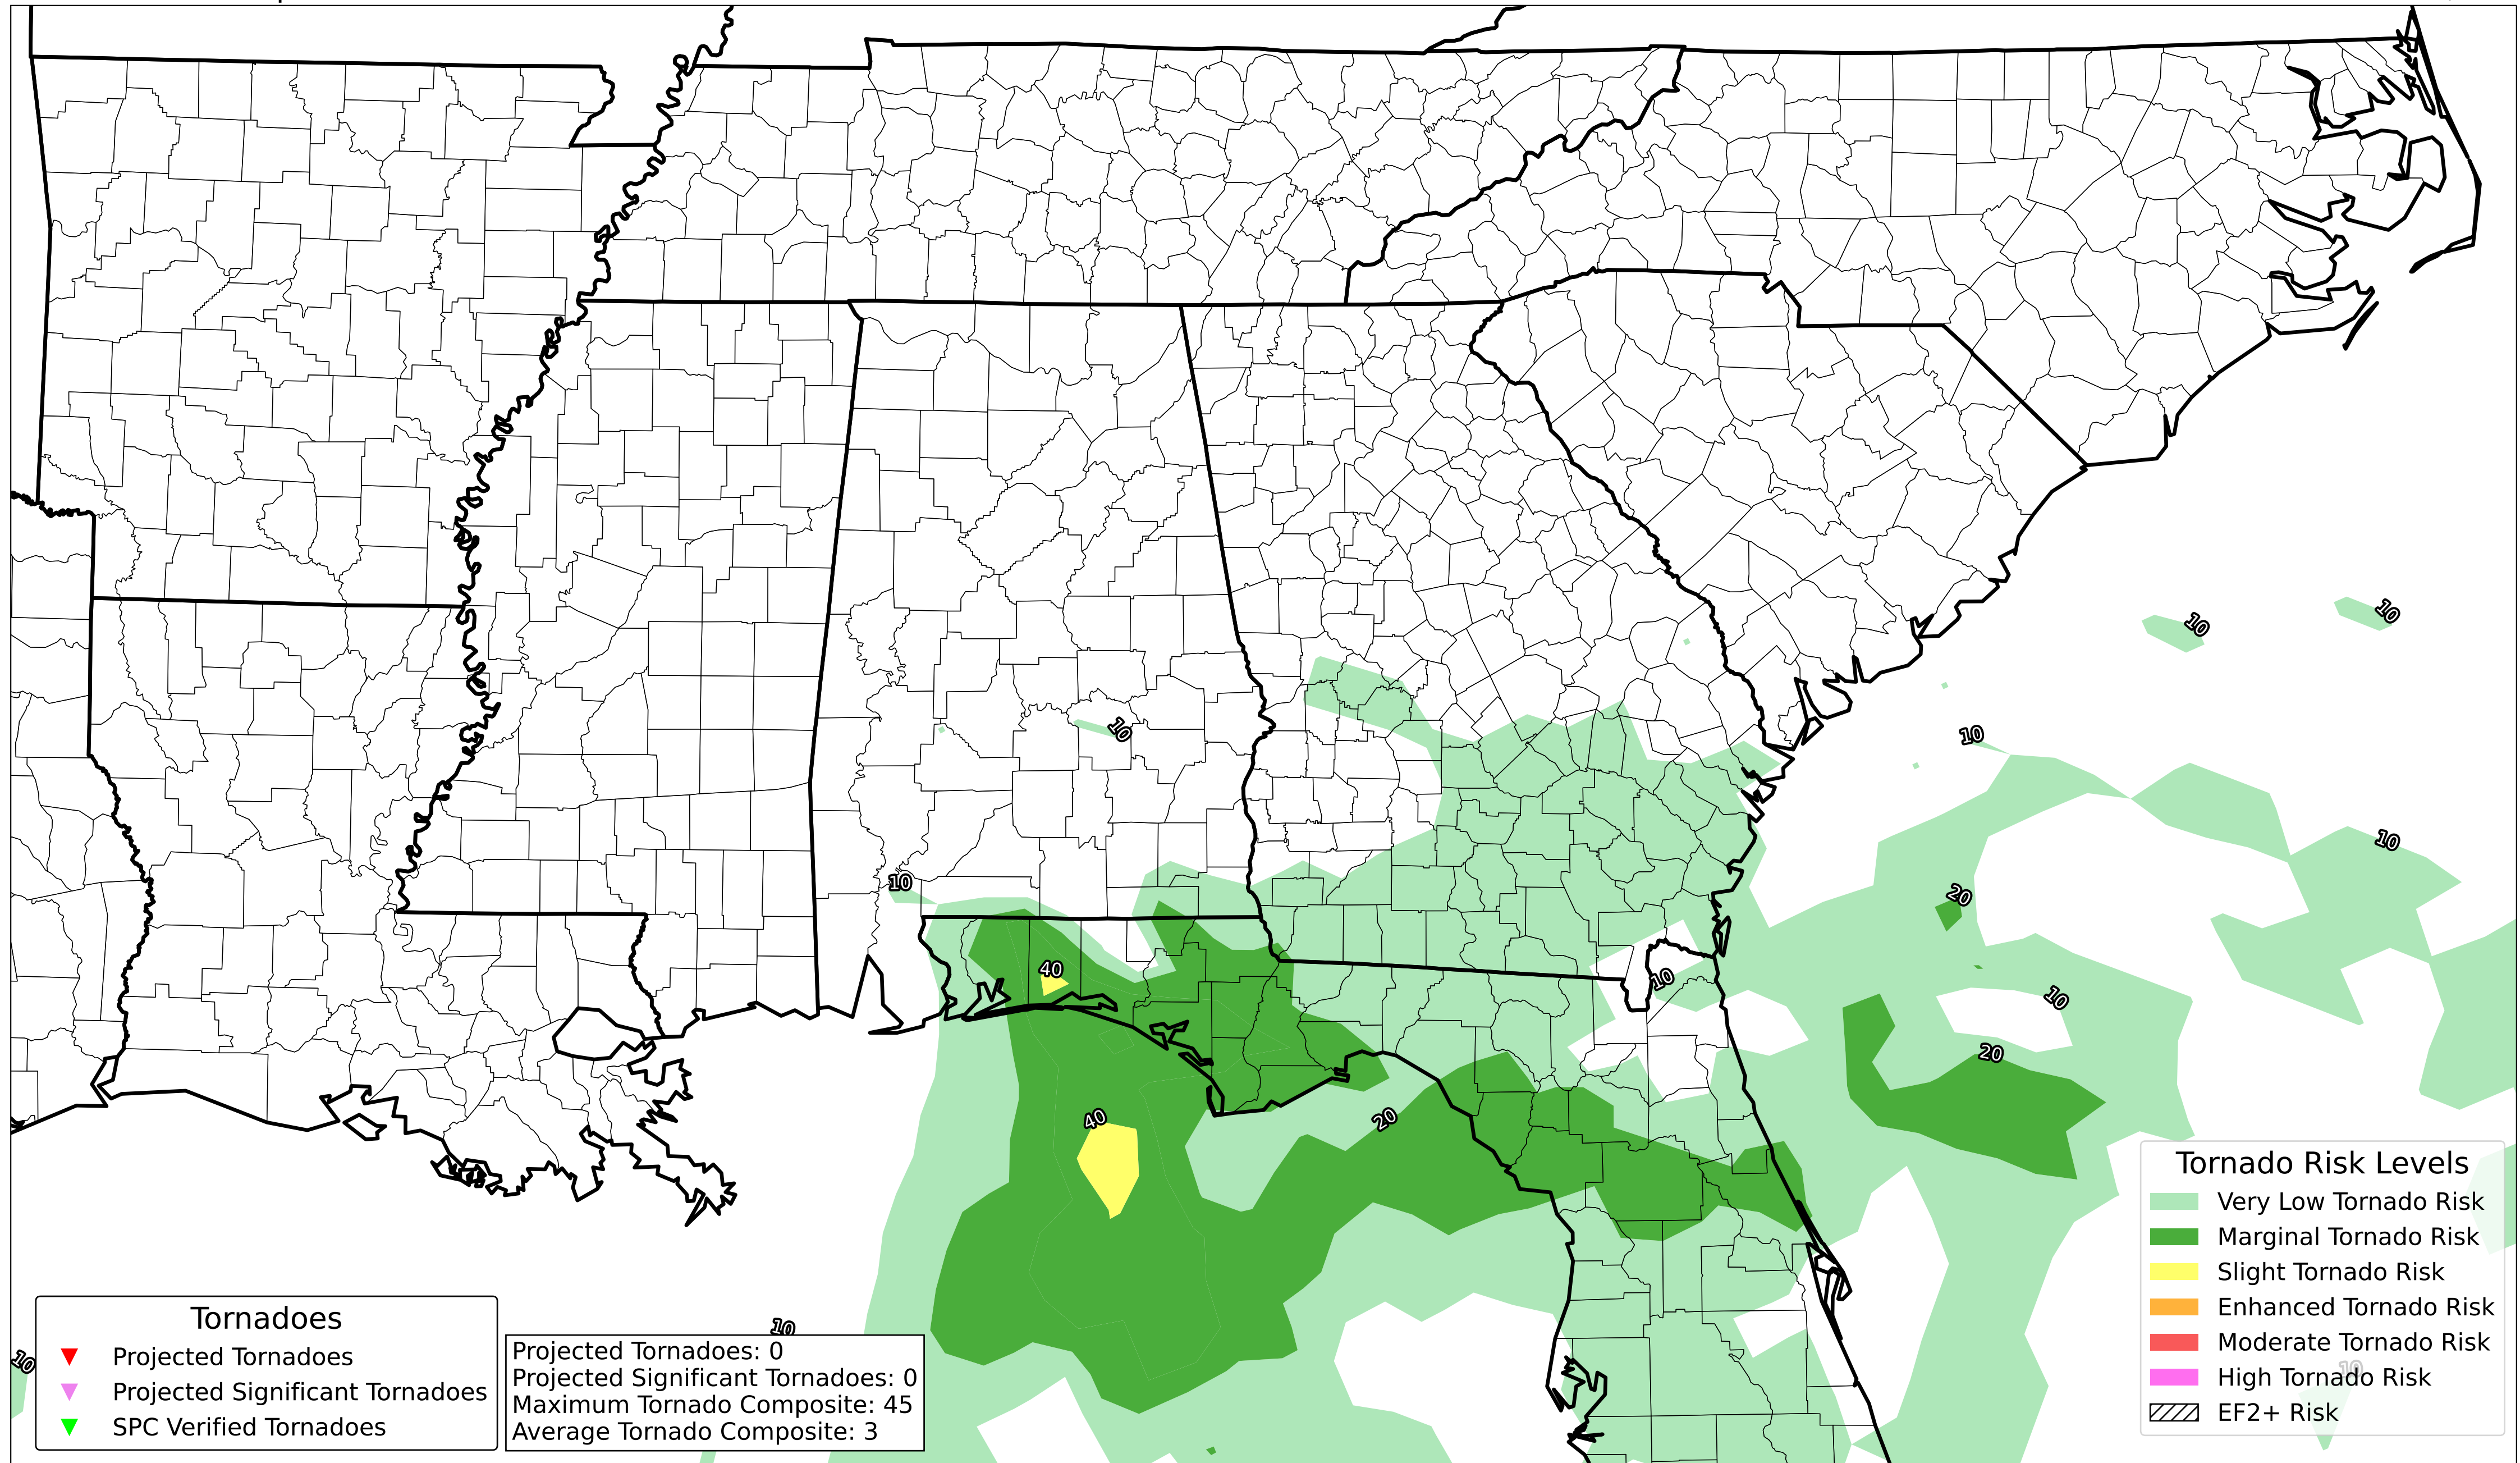 10
10
10
10
10
10
20
40
10
10
20
40
20
10
10
10
Tornado Risk Levels
Very Low Tornado Risk
Marginal Tornado Risk
Slight Tornado Risk
Enhanced Tornado Risk
Moderate Tornado Risk
High Tornado Risk
EF2+ Risk
Tornadoes
Projected Tornadoes
Projected Significant Tornadoes
SPC Verified Tornadoes
Projected Tornadoes: 0
Projected Significant Tornadoes: 0
Maximum Tornado Composite: 45
Average Tornado Composite: 3